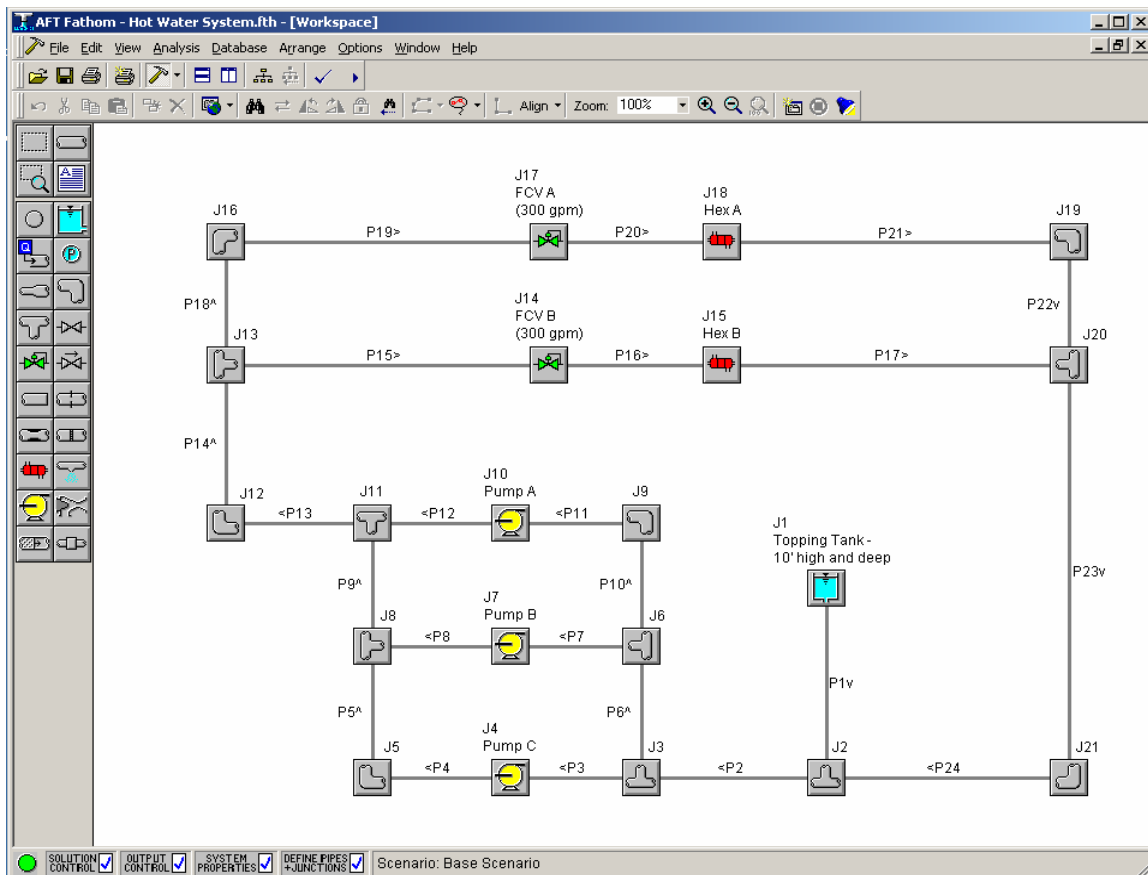 AFT Fathom - Hot Water System.fth - [Workspace]
File Edit View Analysis Database Arrange Options Window Help
Align Zoom: 100%
J17
FCV A
(300 gpm)
J18
Hex A
J16
J19
P19>
P20>
P21>
P18^
P22v
J14
FCV B
(300 gpm)
J15
Hex B
J13
J20
P15>
P16>
P17>
P14^
J12
J11
J10
Pump A
J9
<P13
<P12
<P11
J1
Topping Tank -
10' high and deep
P9^
P10^
P23v
J8
J7
Pump B
J6
<P8
<P7
P1v
P5^
P6^
J5
J4
Pump C
J3
J2
J21
<P4
<P3
<P2
<P24
SOLUTION CONTROL
OUTPUT CONTROL
SYSTEM PROPERTIES
DEFINE PIPES +JUNCTIONS
Scenario: Base Scenario